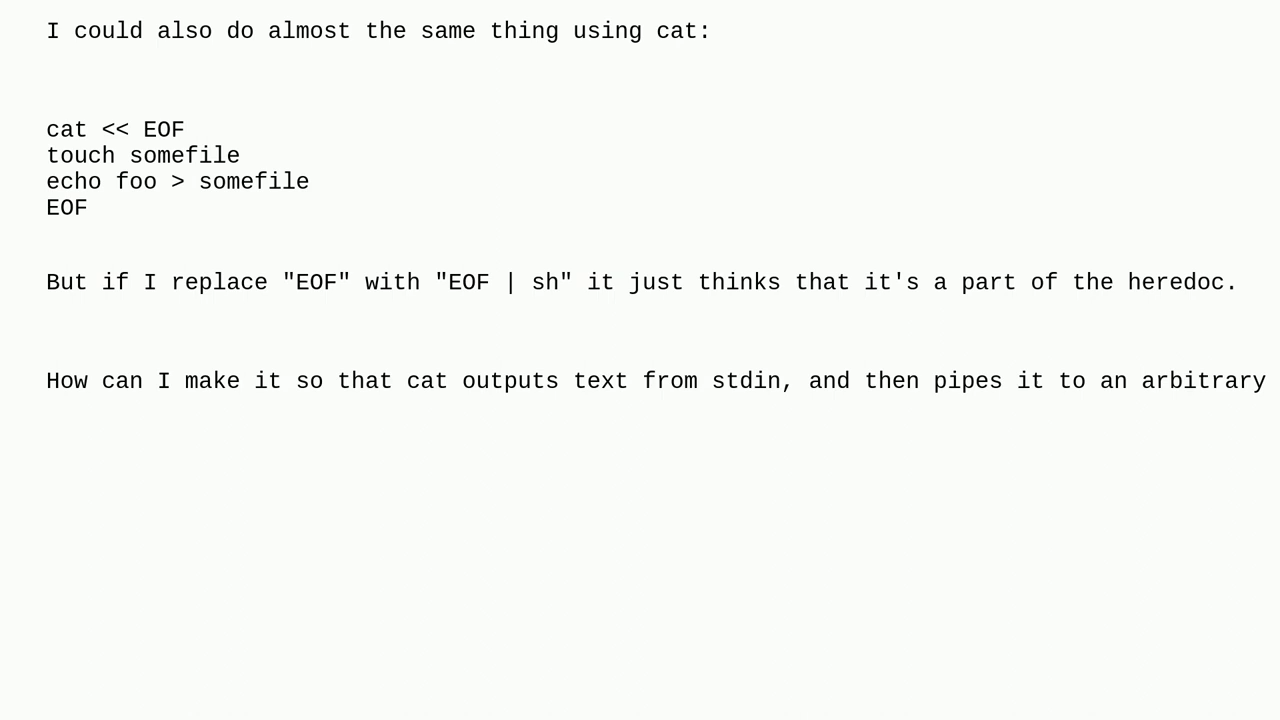 I could also do almost the same thing using cat:
cat << EOF
touch somefile
echo foo > somefile
EOF
But if I replace "EOF" with "EOF | sh" it just thinks that it's a part of the heredoc.
How can I make it so that cat outputs text from stdin, and then pipes it to an arbitrary